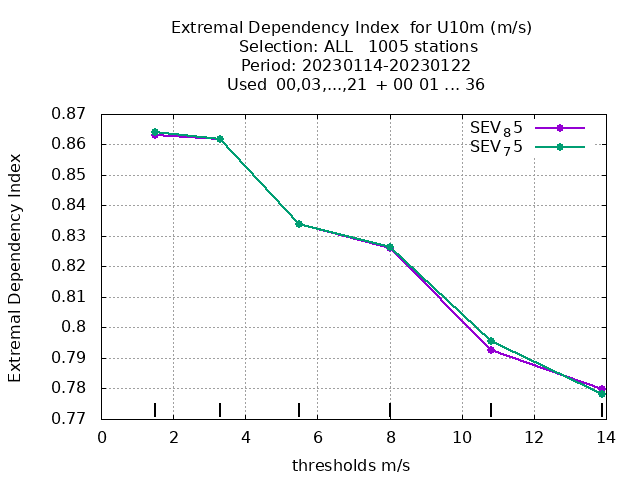 Extremal Dependency Index  for U10m (m/s)
Selection: ALL   1005 stations
Period: 20230114-20230122
Used  00,03,...,21  + 00 01 ... 36
0.87
0.86
0.85
0.84
0.83
0.82
0.81
0.8
0.79
0.78
0.77
Extremal Dependency Index
SEV₈5
SEV₇5
0 2 4 6 8 10 12 14
thresholds m/s